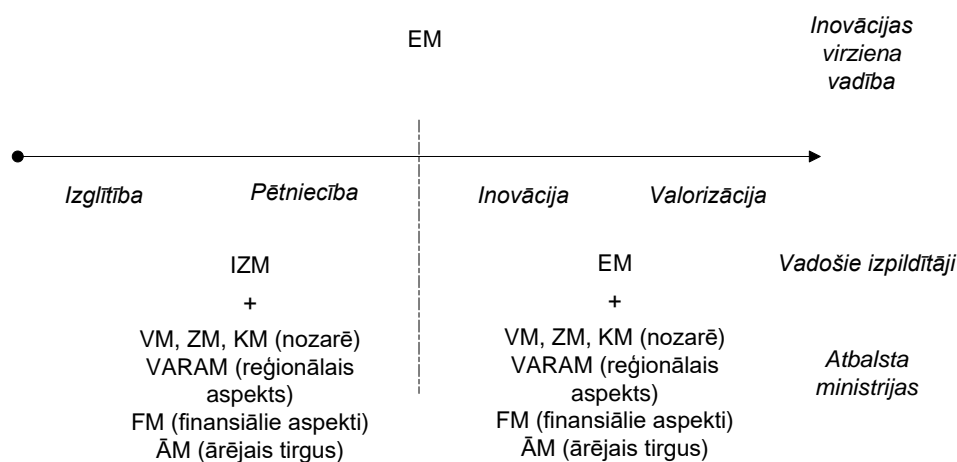 EM
Inovācijas
virziena
vadība
Izglītība
Pētniecība
Inovācija
Valorizācija
IZM
EM
Vadošie izpildītāji
+
+
VM, ZM, KM (nozarē)
VARAM (reģionālais
aspekts)
FM (finansiālie aspekti)
ĀM (ārējais tirgus)
VM, ZM, KM (nozarē)
VARAM (reģionālais
aspekts)
FM (finansiālie aspekti)
ĀM (ārējais tirgus)
Atbalsta
ministrijas